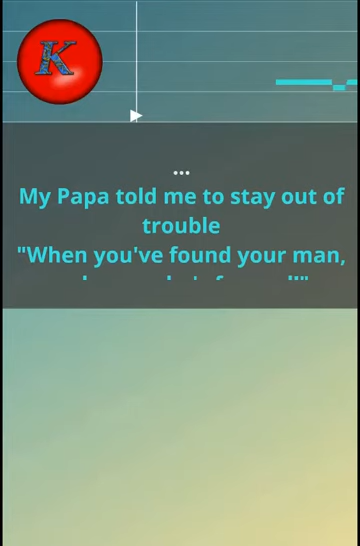 K
...
My Papa told me to stay out of
trouble
"When you've found your man,